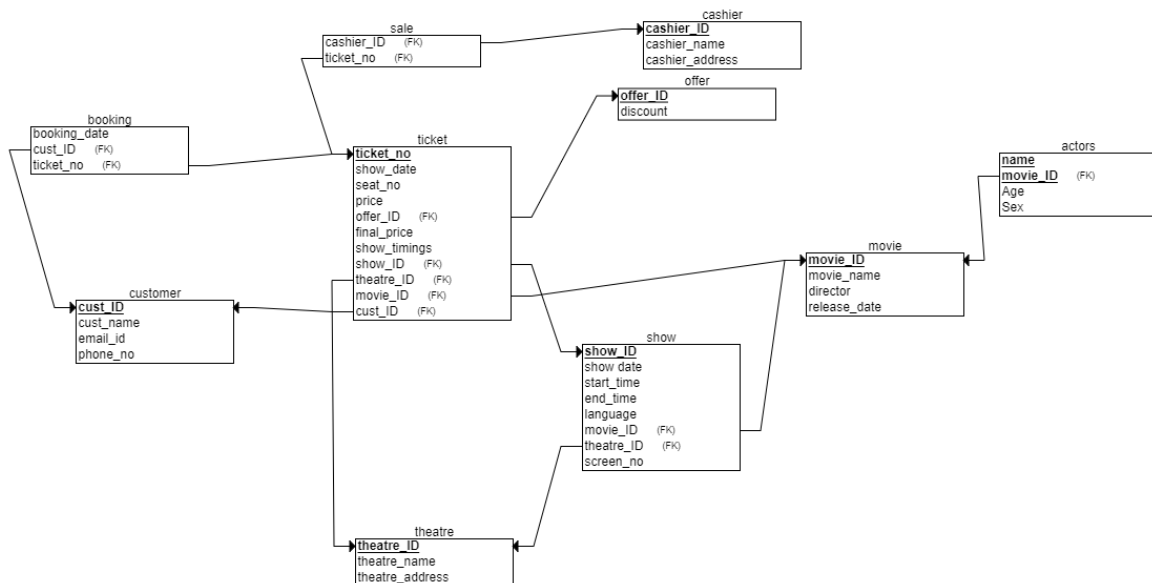 cashier
cashier_ID
cashier_name
cashier_address
sale
cashier_ID (FK)
ticket_no (FK)
offer
offer_ID
discount
booking
booking_date
cust_ID (FK)
ticket_no (FK)
ticket
ticket_no
show_date
seat_no
price
offer_ID (FK)
final_price
show_timings
show_ID (FK)
theatre_ID (FK)
movie_ID (FK)
cust_ID (FK)
actors
name
movie_ID (FK)
Age
Sex
movie
movie_ID
movie_name
director
release_date
customer
cust_ID
cust_name
email_id
phone_no
show
show_ID
show date
start_time
end_time
language
movie_ID (FK)
theatre_ID (FK)
screen_no
theatre
theatre_ID
theatre_name
theatre_address